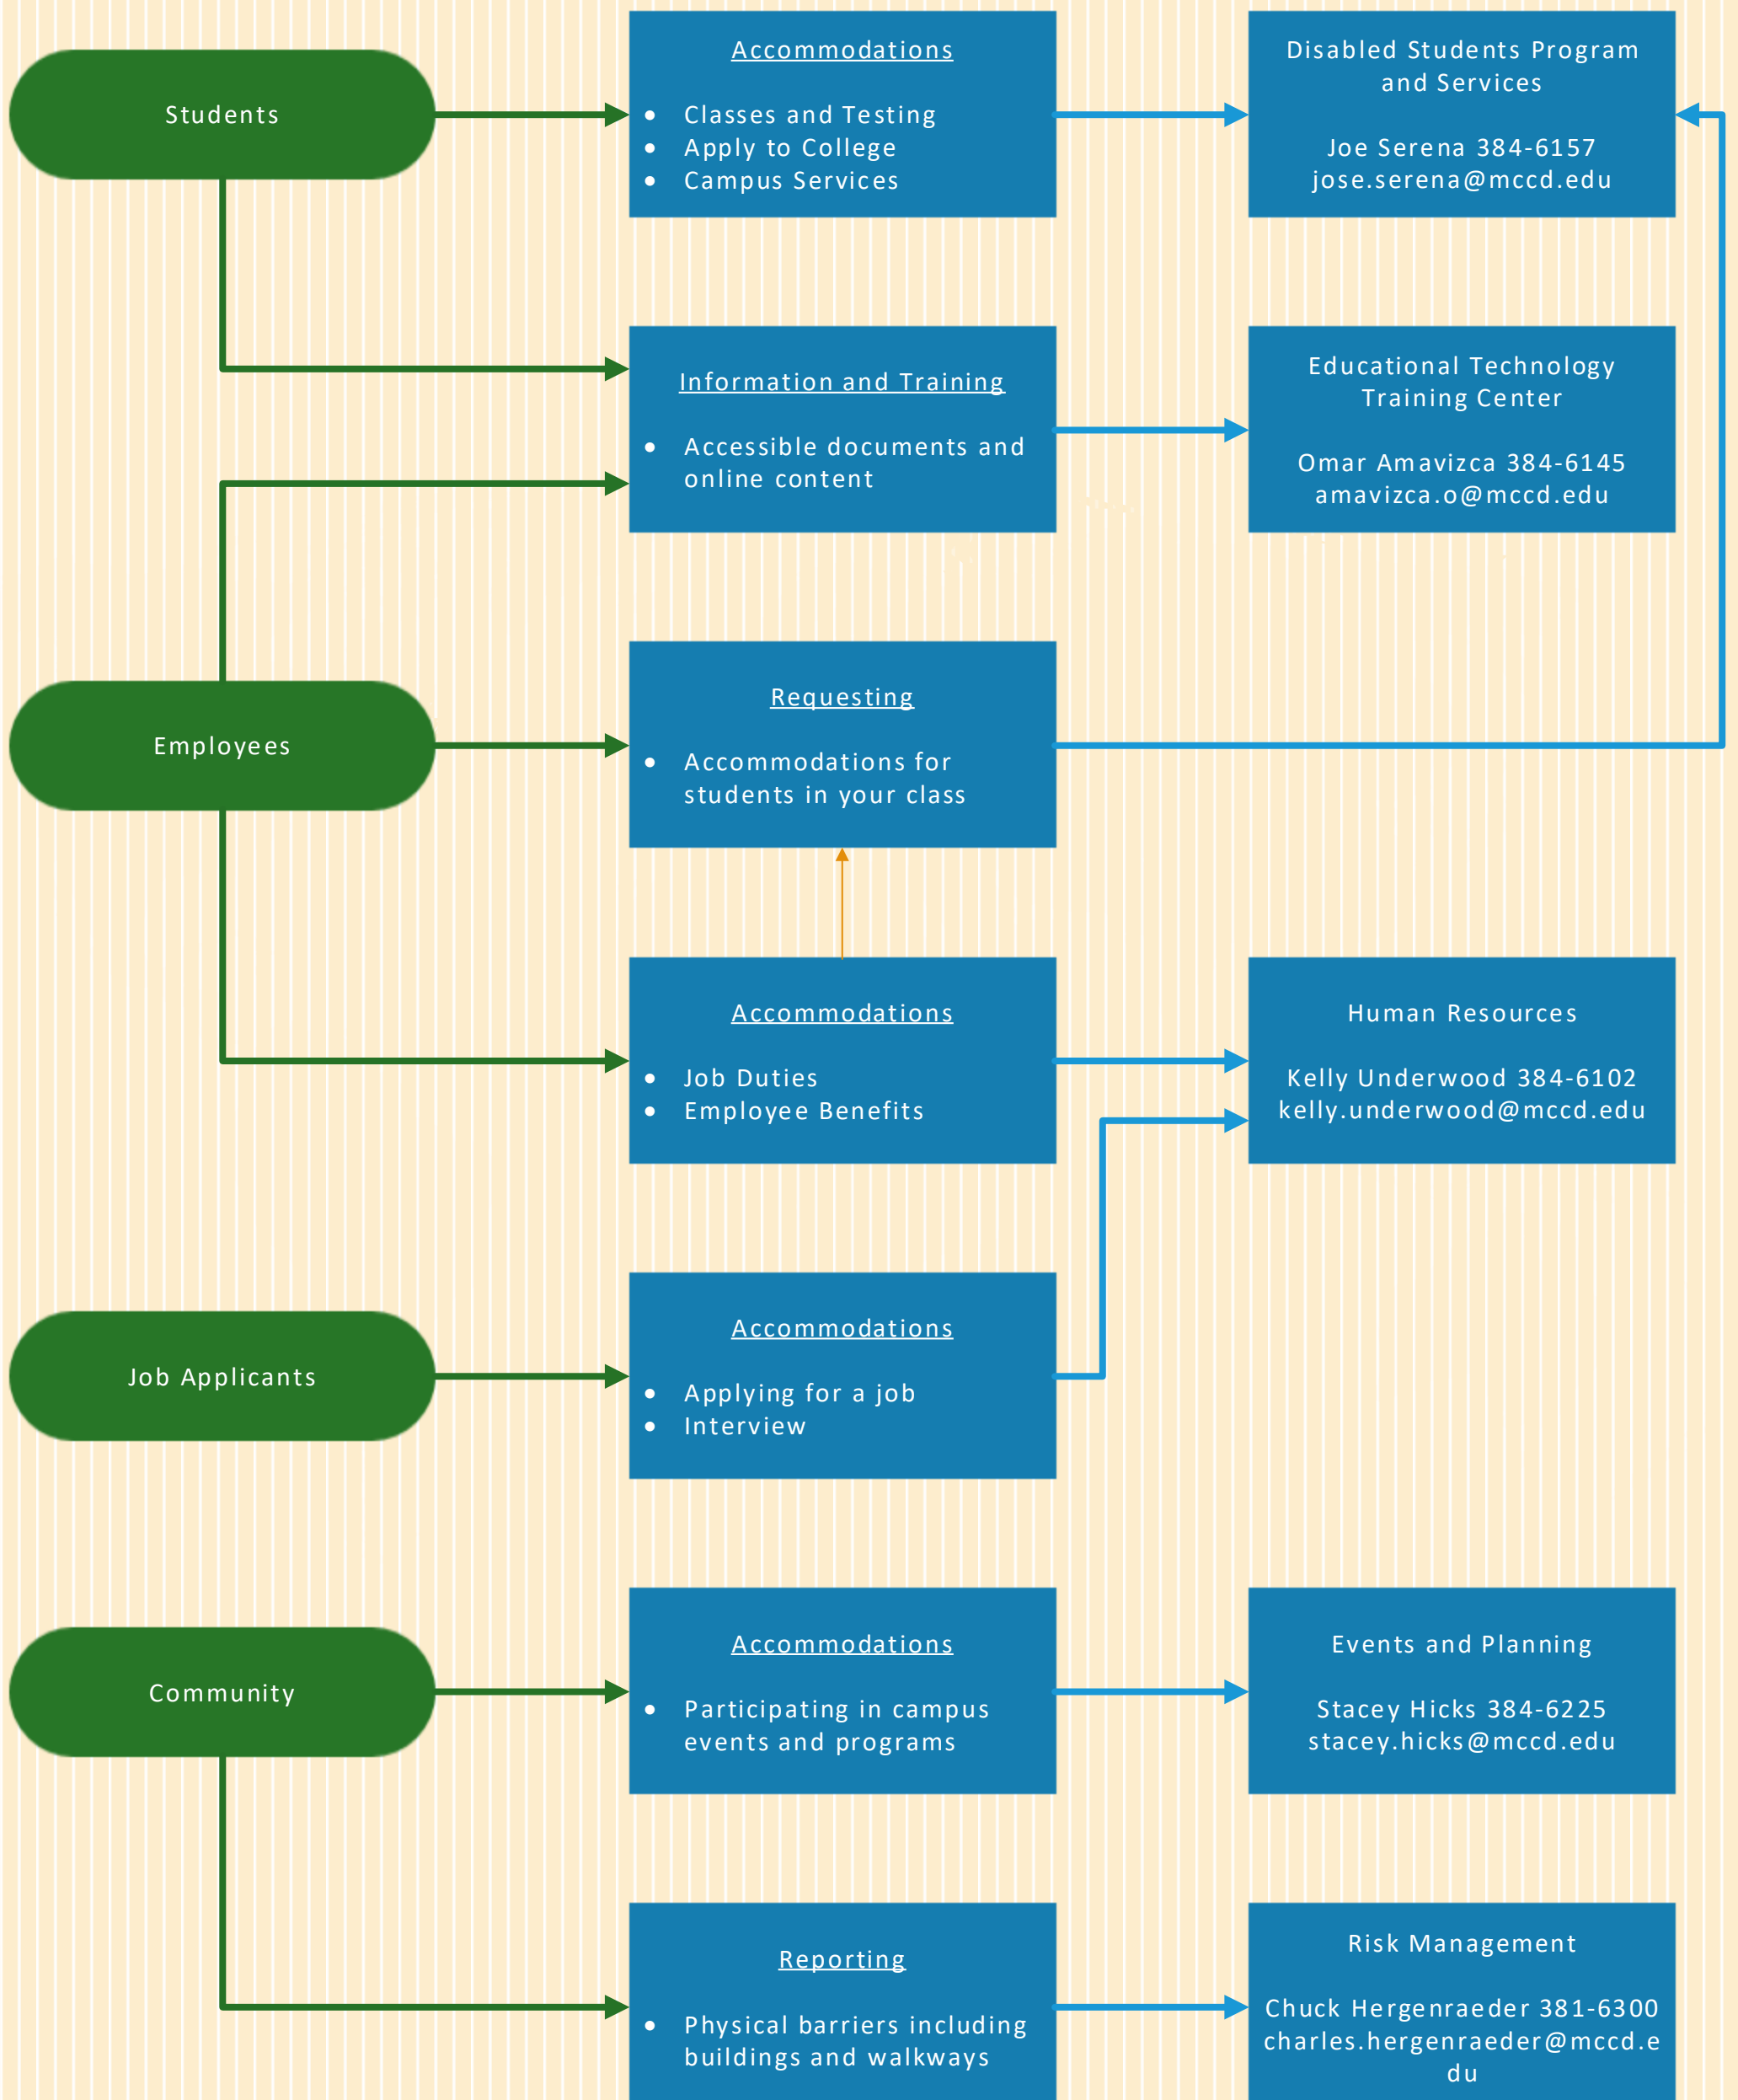 Students
Accommodations
• Classes and Testing
• Apply to College
• Campus Services
Disabled Students Program
and Services
Joe Serena 384-6157
jose.serena@mccd.edu
Information and Training
• Accessible documents and
online content
Educational Technology
Training Center
Omar Amavizca 384-6145
amavizca.o@mccd.edu
Employees
Requesting
• Accommodations for
students in your class
Accommodations
• Job Duties
• Employee Benefits
Human Resources
Kelly Underwood 384-6102
kelly.underwood@mccd.edu
Job Applicants
Accommodations
• Applying for a job
• Interview
Community
Accommodations
• Participating in campus
events and programs
Events and Planning
Stacey Hicks 384-6225
stacey.hicks@mccd.edu
Reporting
• Physical barriers including
buildings and walkways
Risk Management
Chuck Hergenraeder 381-6300
charles.hergenraeder@mccd.e
du